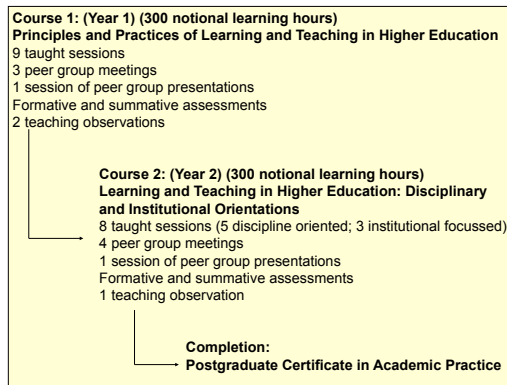 Course 1: (Year 1) (300 notional learning hours)
Principles and Practices of Learning and Teaching in Higher Education
9 taught sessions
3 peer group meetings
1 session of peer group presentations
Formative and summative assessments
2 teaching observations
Course 2: (Year 2) (300 notional learning hours)
Learning and Teaching in Higher Education: Disciplinary
and Institutional Orientations
8 taught sessions (5 discipline oriented; 3 institutional focussed)
4 peer group meetings
1 session of peer group presentations
Formative and summative assessments
1 teaching observation
Completion:
Postgraduate Certificate in Academic Practice